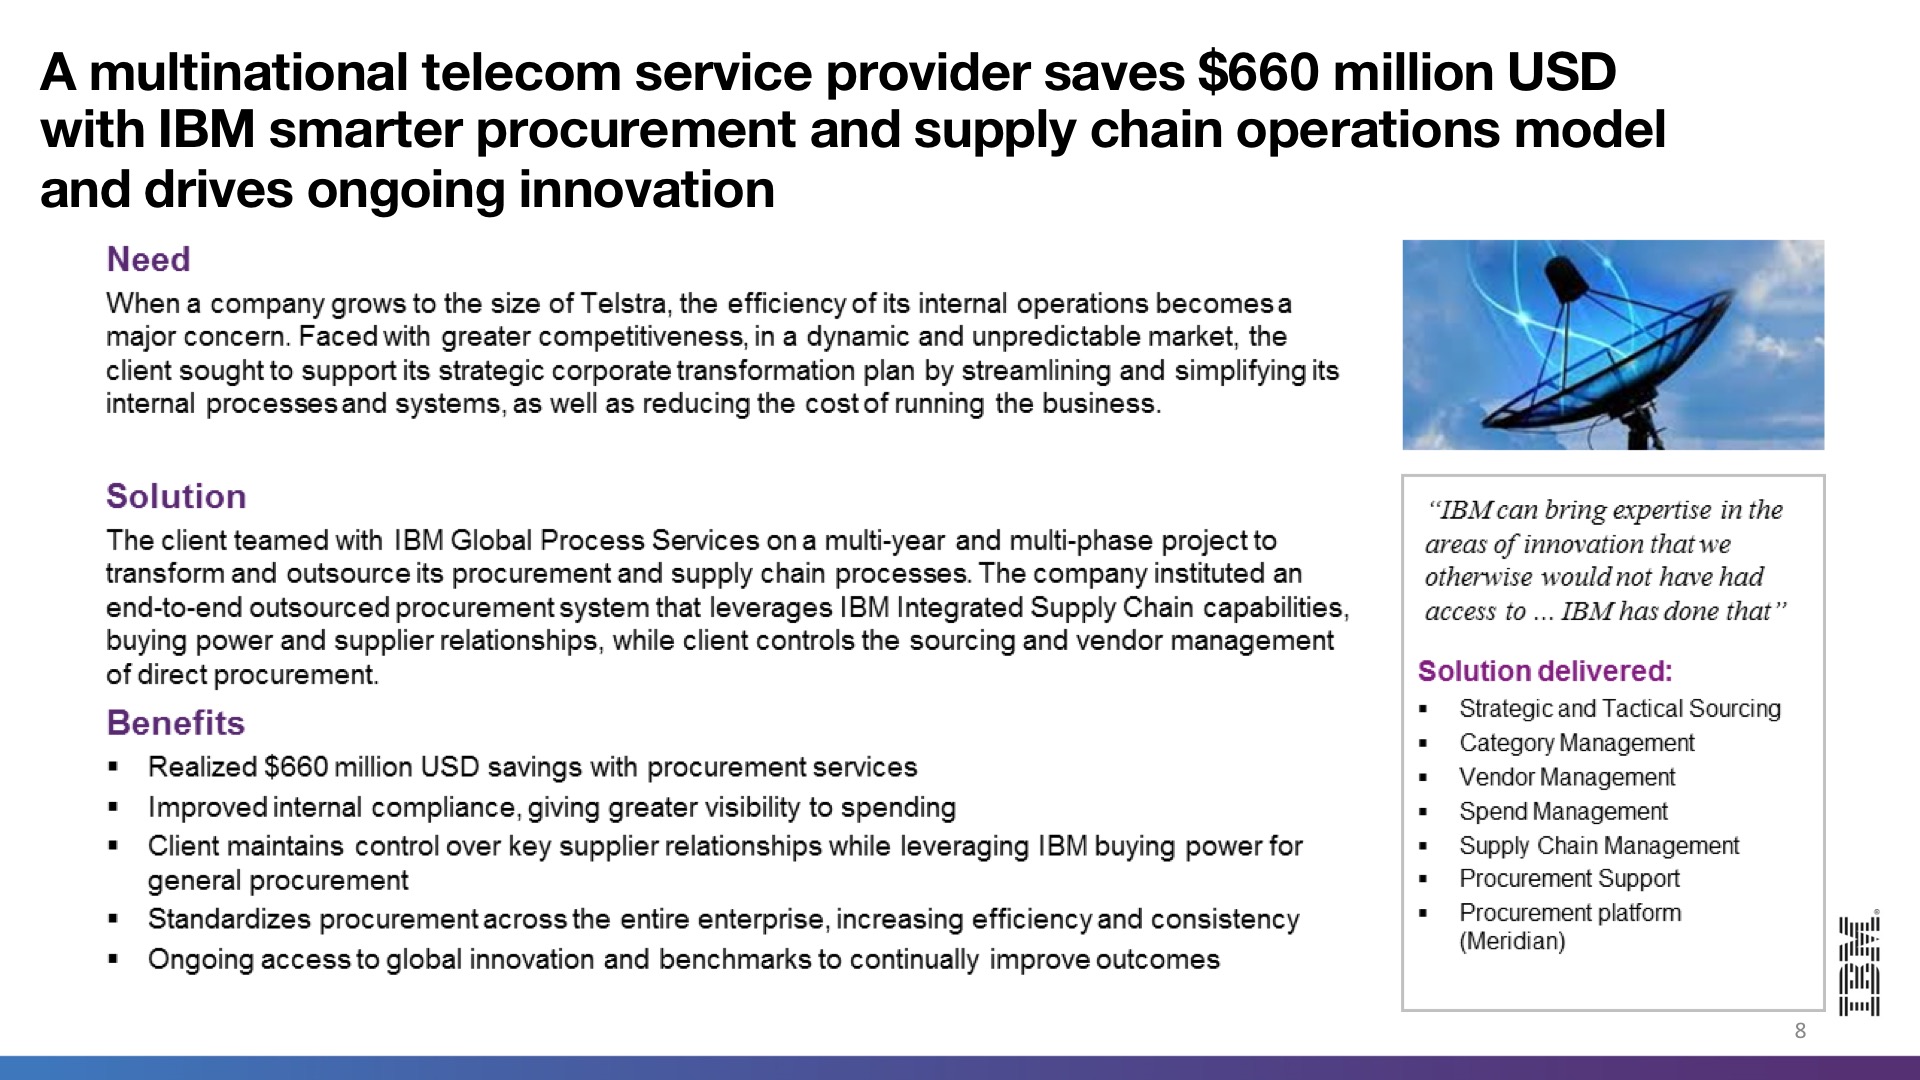 A multinational telecom service provider saves $660 million USD
with IBM smarter procurement and supply chain operations model
and drives ongoing innovation
Need
When a company grows to the size of Telstra, the efficiency of its internal operations becomes a
major concern. Faced with greater competitiveness, in a dynamic and unpredictable market, the
client sought to support its strategic corporate transformation plan by streamlining and simplifying its
internal processes and systems, as well as reducing the cost of running the business.
Solution
The client teamed with IBM Global Process Services on a multi-year and multi-phase project to
transform and outsource its procurement and supply chain processes. The company instituted an
end-to-end outsourced procurement system that leverages IBM Integrated Supply Chain capabilities,
buying power and supplier relationships, while client controls the sourcing and vendor management
of direct procurement.
Benefits
▪ Realized $660 million USD savings with procurement services
▪ Improved internal compliance, giving greater visibility to spending
▪ Client maintains control over key supplier relationships while leveraging IBM buying power for
general procurement
▪ Standardizes procurement across the entire enterprise, increasing efficiency and consistency
▪ Ongoing access to global innovation and benchmarks to continually improve outcomes
“IBM can bring expertise in the
areas of innovation that we
otherwise would not have had
access to ... IBM has done that”
Solution delivered:
▪ Strategic and Tactical Sourcing
▪ Category Management
▪ Vendor Management
▪ Spend Management
▪ Supply Chain Management
▪ Procurement Support
▪ Procurement platform
(Meridian)
IBM®
8